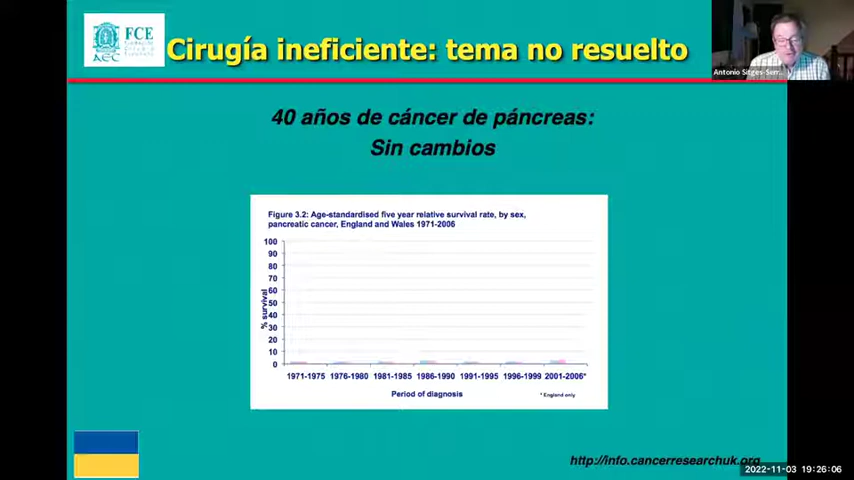 FCE
AEC
Cirugía ineficiente: tema no resuelto
Antonio Sitges-Serr...
40 años de cáncer de páncreas:
Sin cambios
Figure 3.2: Age-standardised five year relative survival rate, by sex,
pancreatic cancer, England and Wales 1971-2006
100
90
80
70
60
50
40
30
20
10
0
% survival
1971-1975 1976-1980 1981-1985 1986-1990 1991-1995 1996-1999 2001-2006*
Period of diagnosis
* England only
http://info.cancerresearchuk.org
2022-11-03 19:26:06